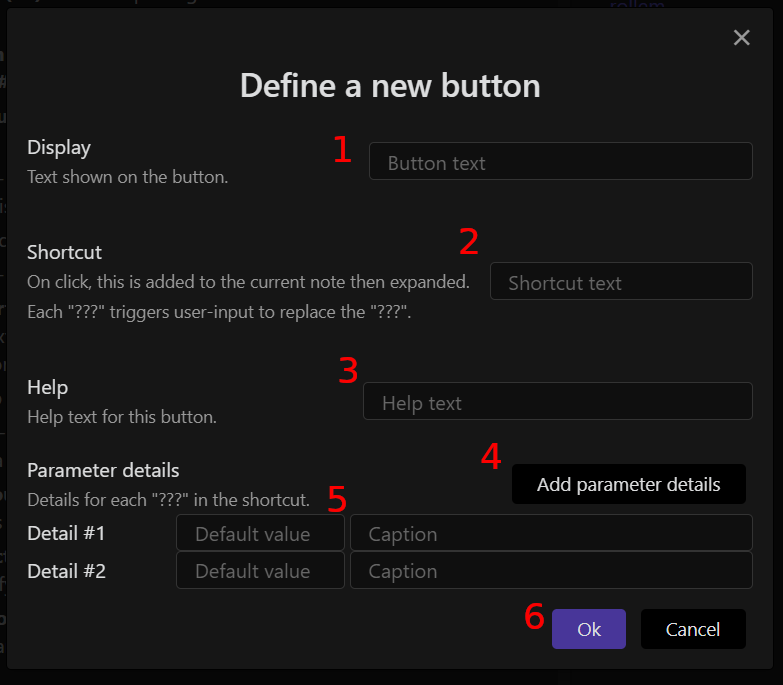 Define a new button
Display
1
Button text
Text shown on the button.
2
Shortcut
On click, this is added to the current note then expanded.
Shortcut text
Each "???" triggers user-input to replace the "???".
3
Help
Help text
Help text for this button.
4
Parameter details
Add parameter details
Details for each "???" in the shortcut.
5
Detail #1 Default value Caption
Detail #2 Default value Caption
6
Ok Cancel